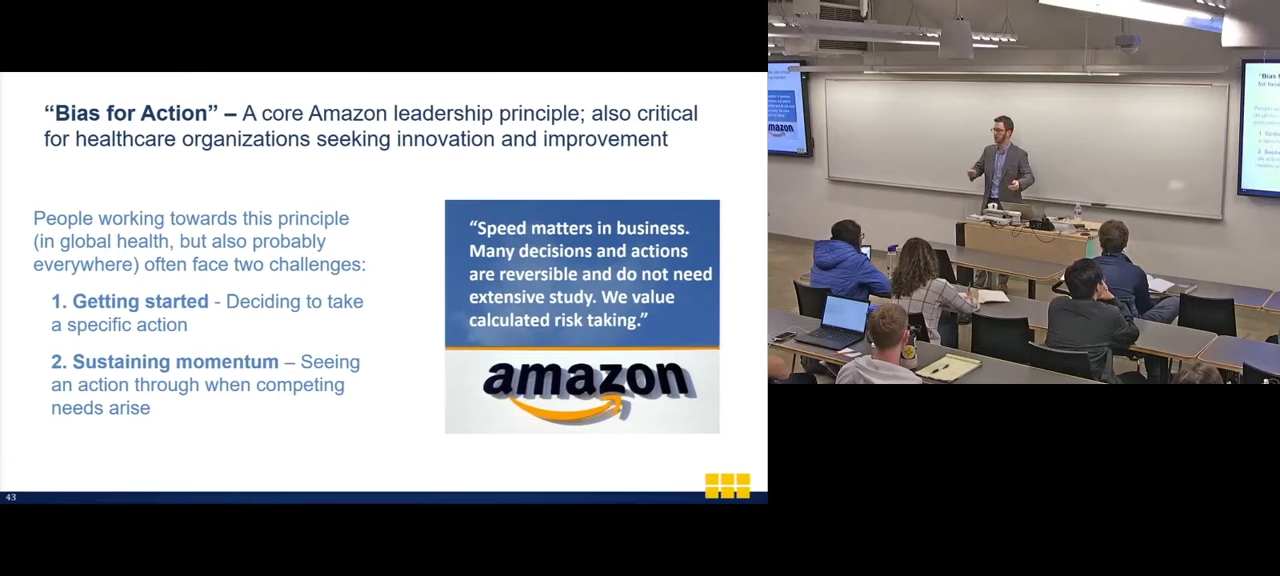 “Bias for Action” – A core Amazon leadership principle; also critical
for healthcare organizations seeking innovation and improvement
People working towards this principle
(in global health, but also probably
everywhere) often face two challenges:
1. Getting started - Deciding to take
a specific action
2. Sustaining momentum – Seeing
an action through when competing
needs arise
“Speed matters in business.
Many decisions and actions
are reversible and do not need
extensive study. We value
calculated risk taking.”
amazon
43
amazon